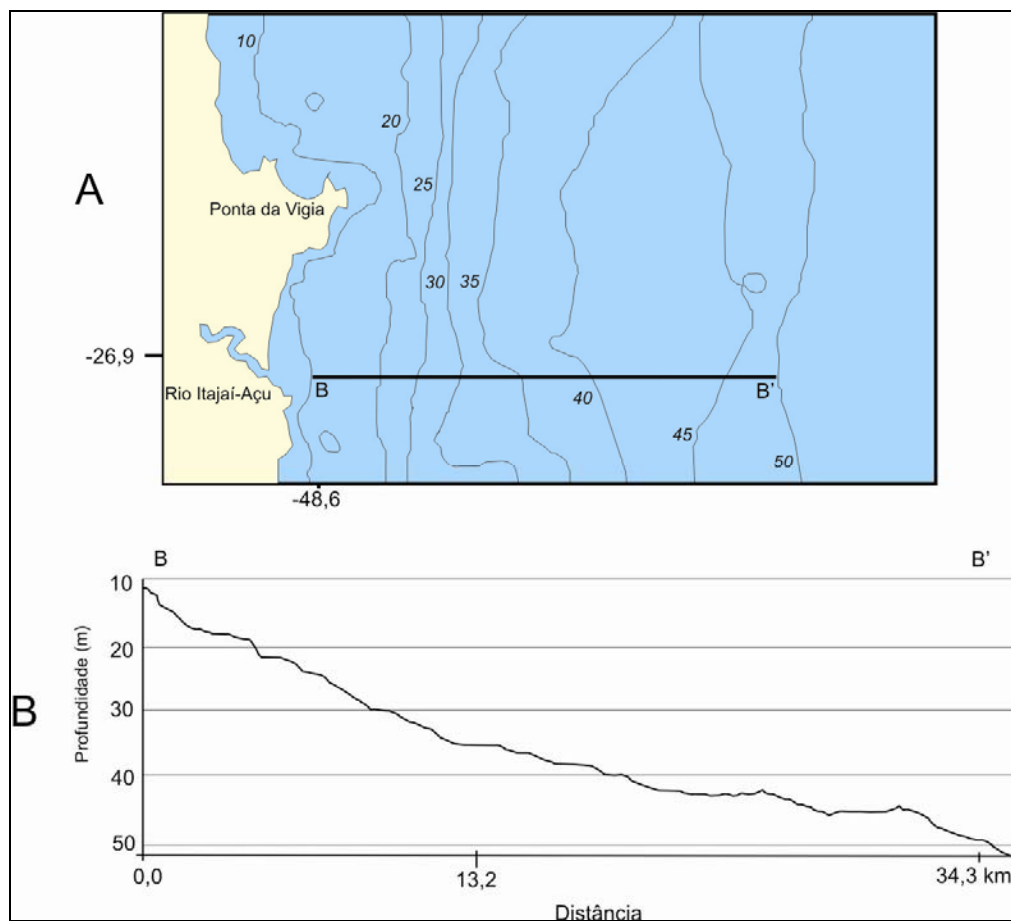 A
10
20
25
30
35
40
45
50
Ponta da Vigia
Rio Itajaí-Açu
-26,9
-48,6
B
B'
B
B
B'
Profundidade (m)
10
20
30
40
50
0,0
13,2
34,3 km
Distância